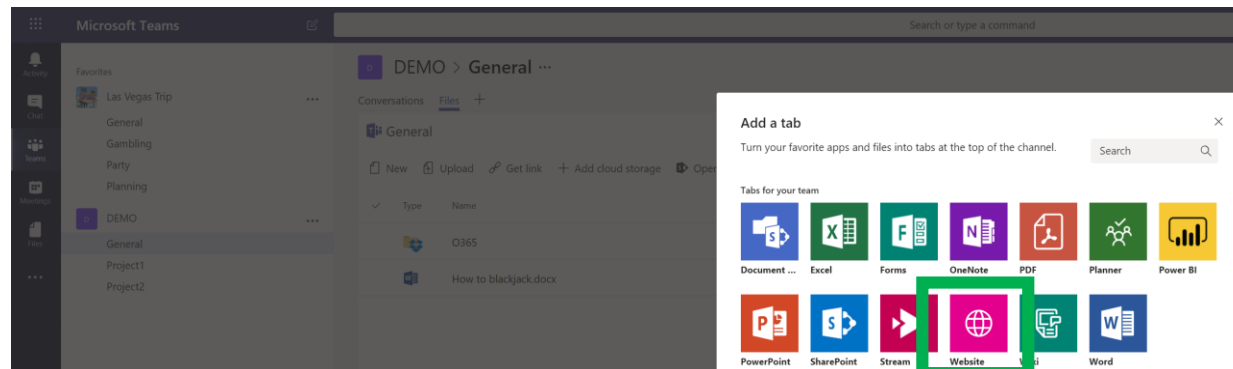 Microsoft Teams
Search or type a command
Activity
Chat
Teams
Meetings
Files
Favorites
Las Vegas Trip
General
Gambling
Party
Planning
D DEMO
General
Project1
Project2
D DEMO > General
Conversations Files
General
New Upload Get link Add cloud storage Oper
Type Name
O365
How to blackjack.docx
Add a tab
Turn your favorite apps and files into tabs at the top of the channel.
Search
Tabs for your team
Document ... Excel Forms OneNote PDF Planner Power BI
PowerPoint SharePoint Stream Website Wiki Word